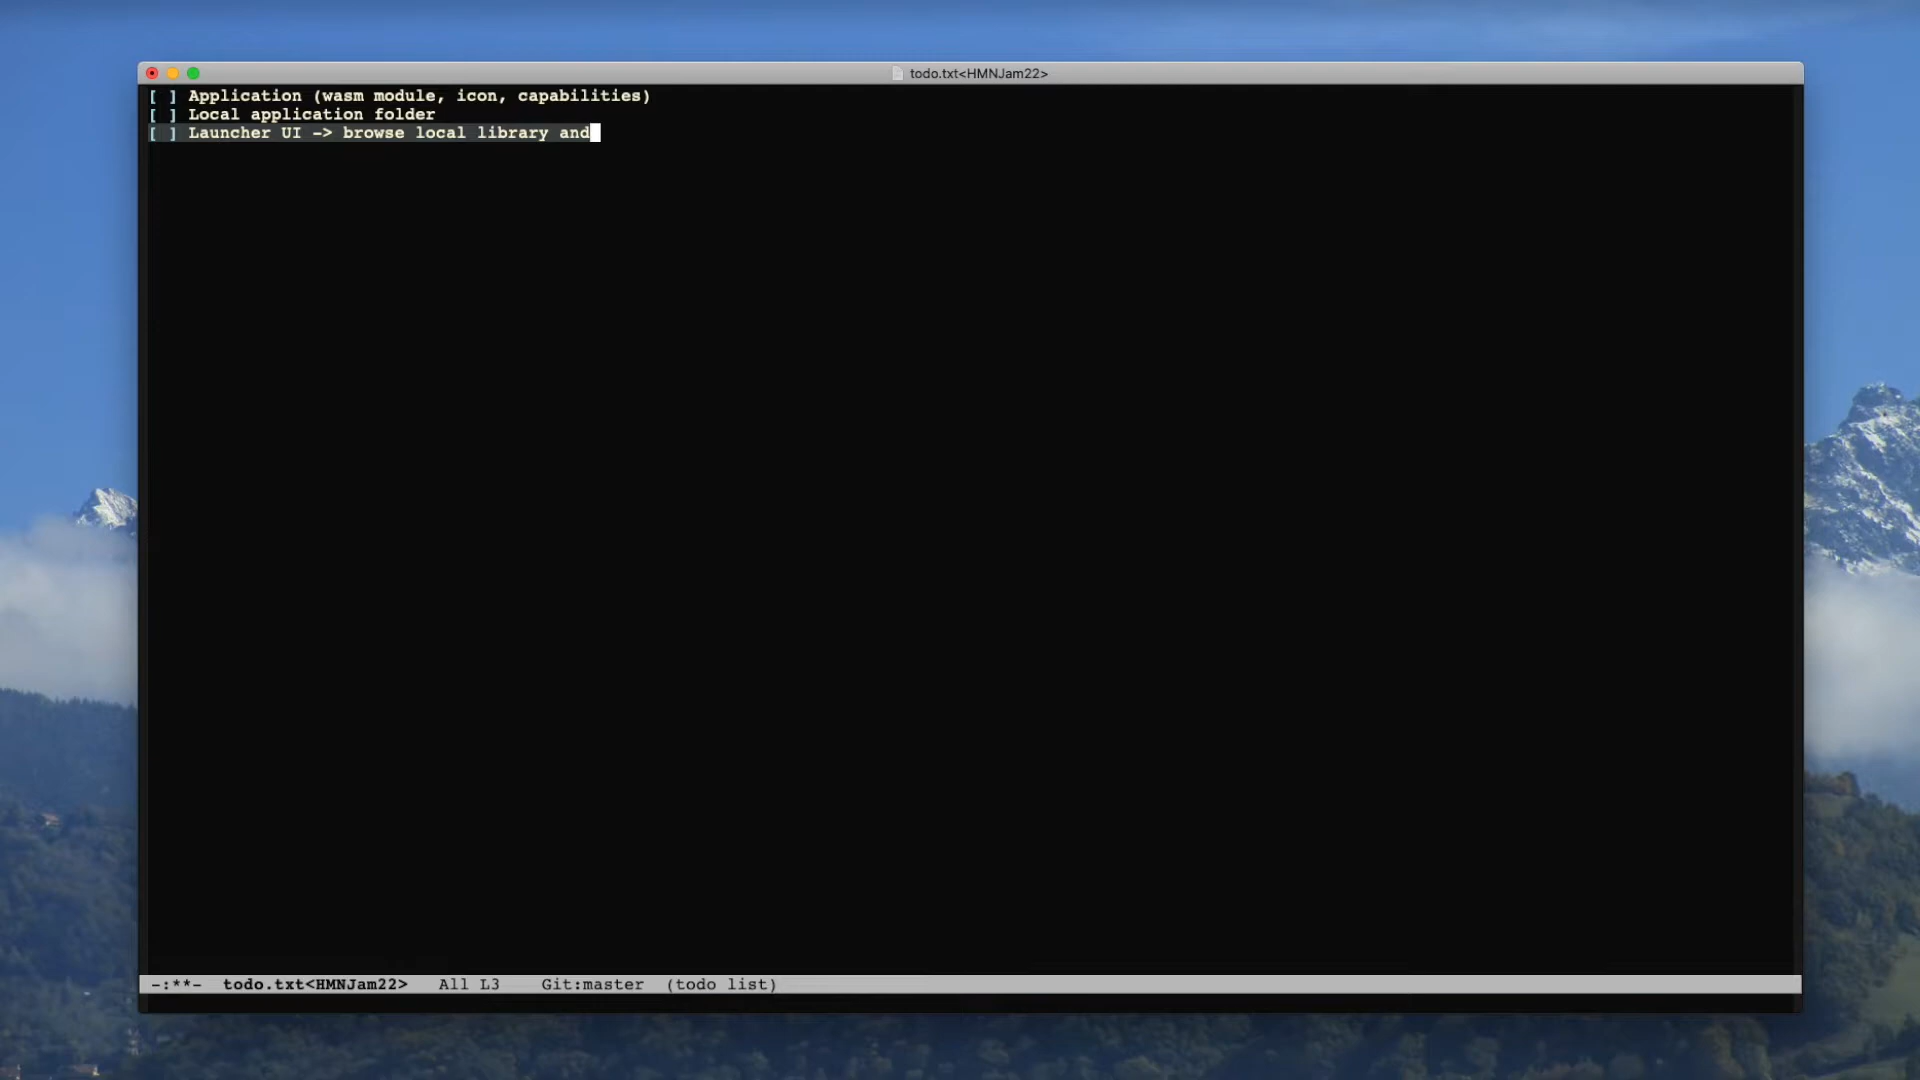 todo.txt<HMNJam22>
[ ] Application (wasm module, icon, capabilities)
[ ] Local application folder
[ ] Launcher UI -> browse local library and
-:**-  todo.txt<HMNJam22>   All L3    Git:master  (todo list)